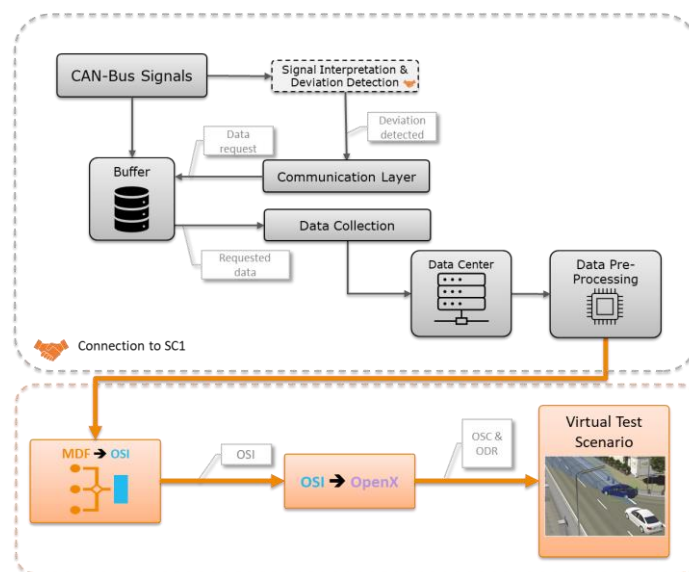 CAN-Bus Signals
Signal Interpretation &
Deviation Detection
Data
request
Deviation
detected
Buffer
Communication Layer
Data Collection
Requested
data
Data Center
Data Pre-
Processing
Connection to SC1
MDF → OSI
OSI
OSI → OpenX
OSC &
ODR
Virtual Test
Scenario